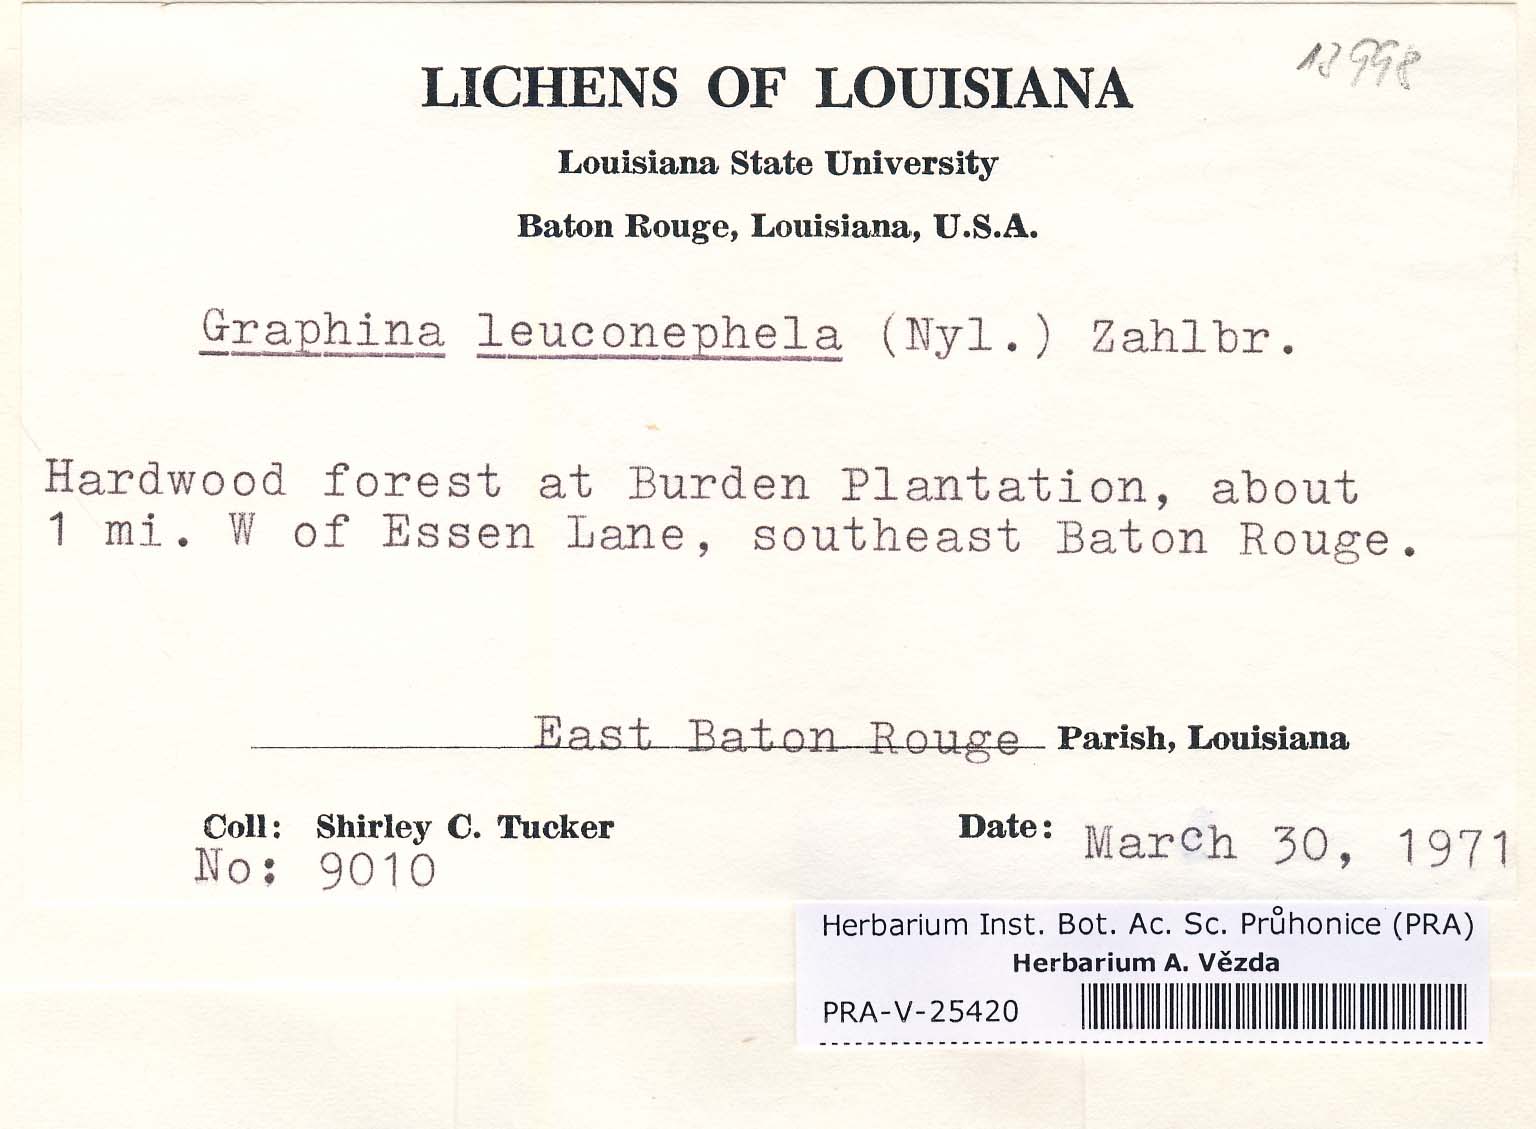 13998
LICHENS OF LOUISIANA
Louisiana State University
Baton Rouge, Louisiana, U.S.A.
Graphina leuconephela (Nyl.) Zahlbr.
Hardwood forest at Burden Plantation, about
1 mi. W of Essen Lane, southeast Baton Rouge.
East Baton Rouge Parish, Louisiana
Coll: Shirley C. Tucker Date: March 30, 1971
No: 9010
Herbarium Inst. Bot. Ac. Sc. Průhonice (PRA)
Herbarium A. Vězda
PRA-V-25420